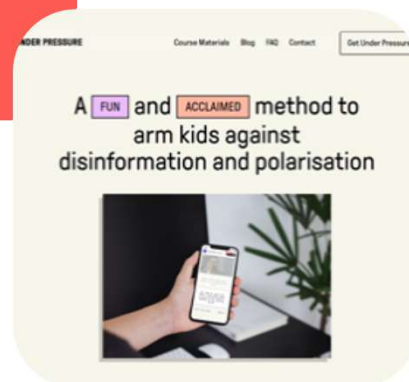 UNDER PRESSURE Course Materials Blog FAQ Contact Get Under Pressure
A FUN and ACCLAIMED method to
arm kids against
disinformation and polarisation